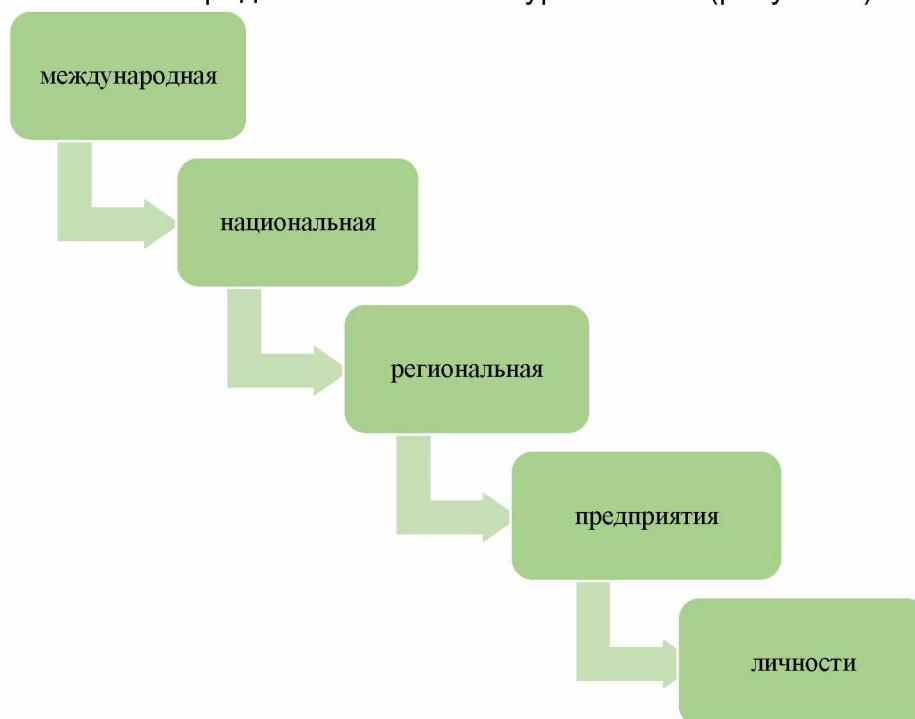 международная
национальная
региональная
предприятия
личности